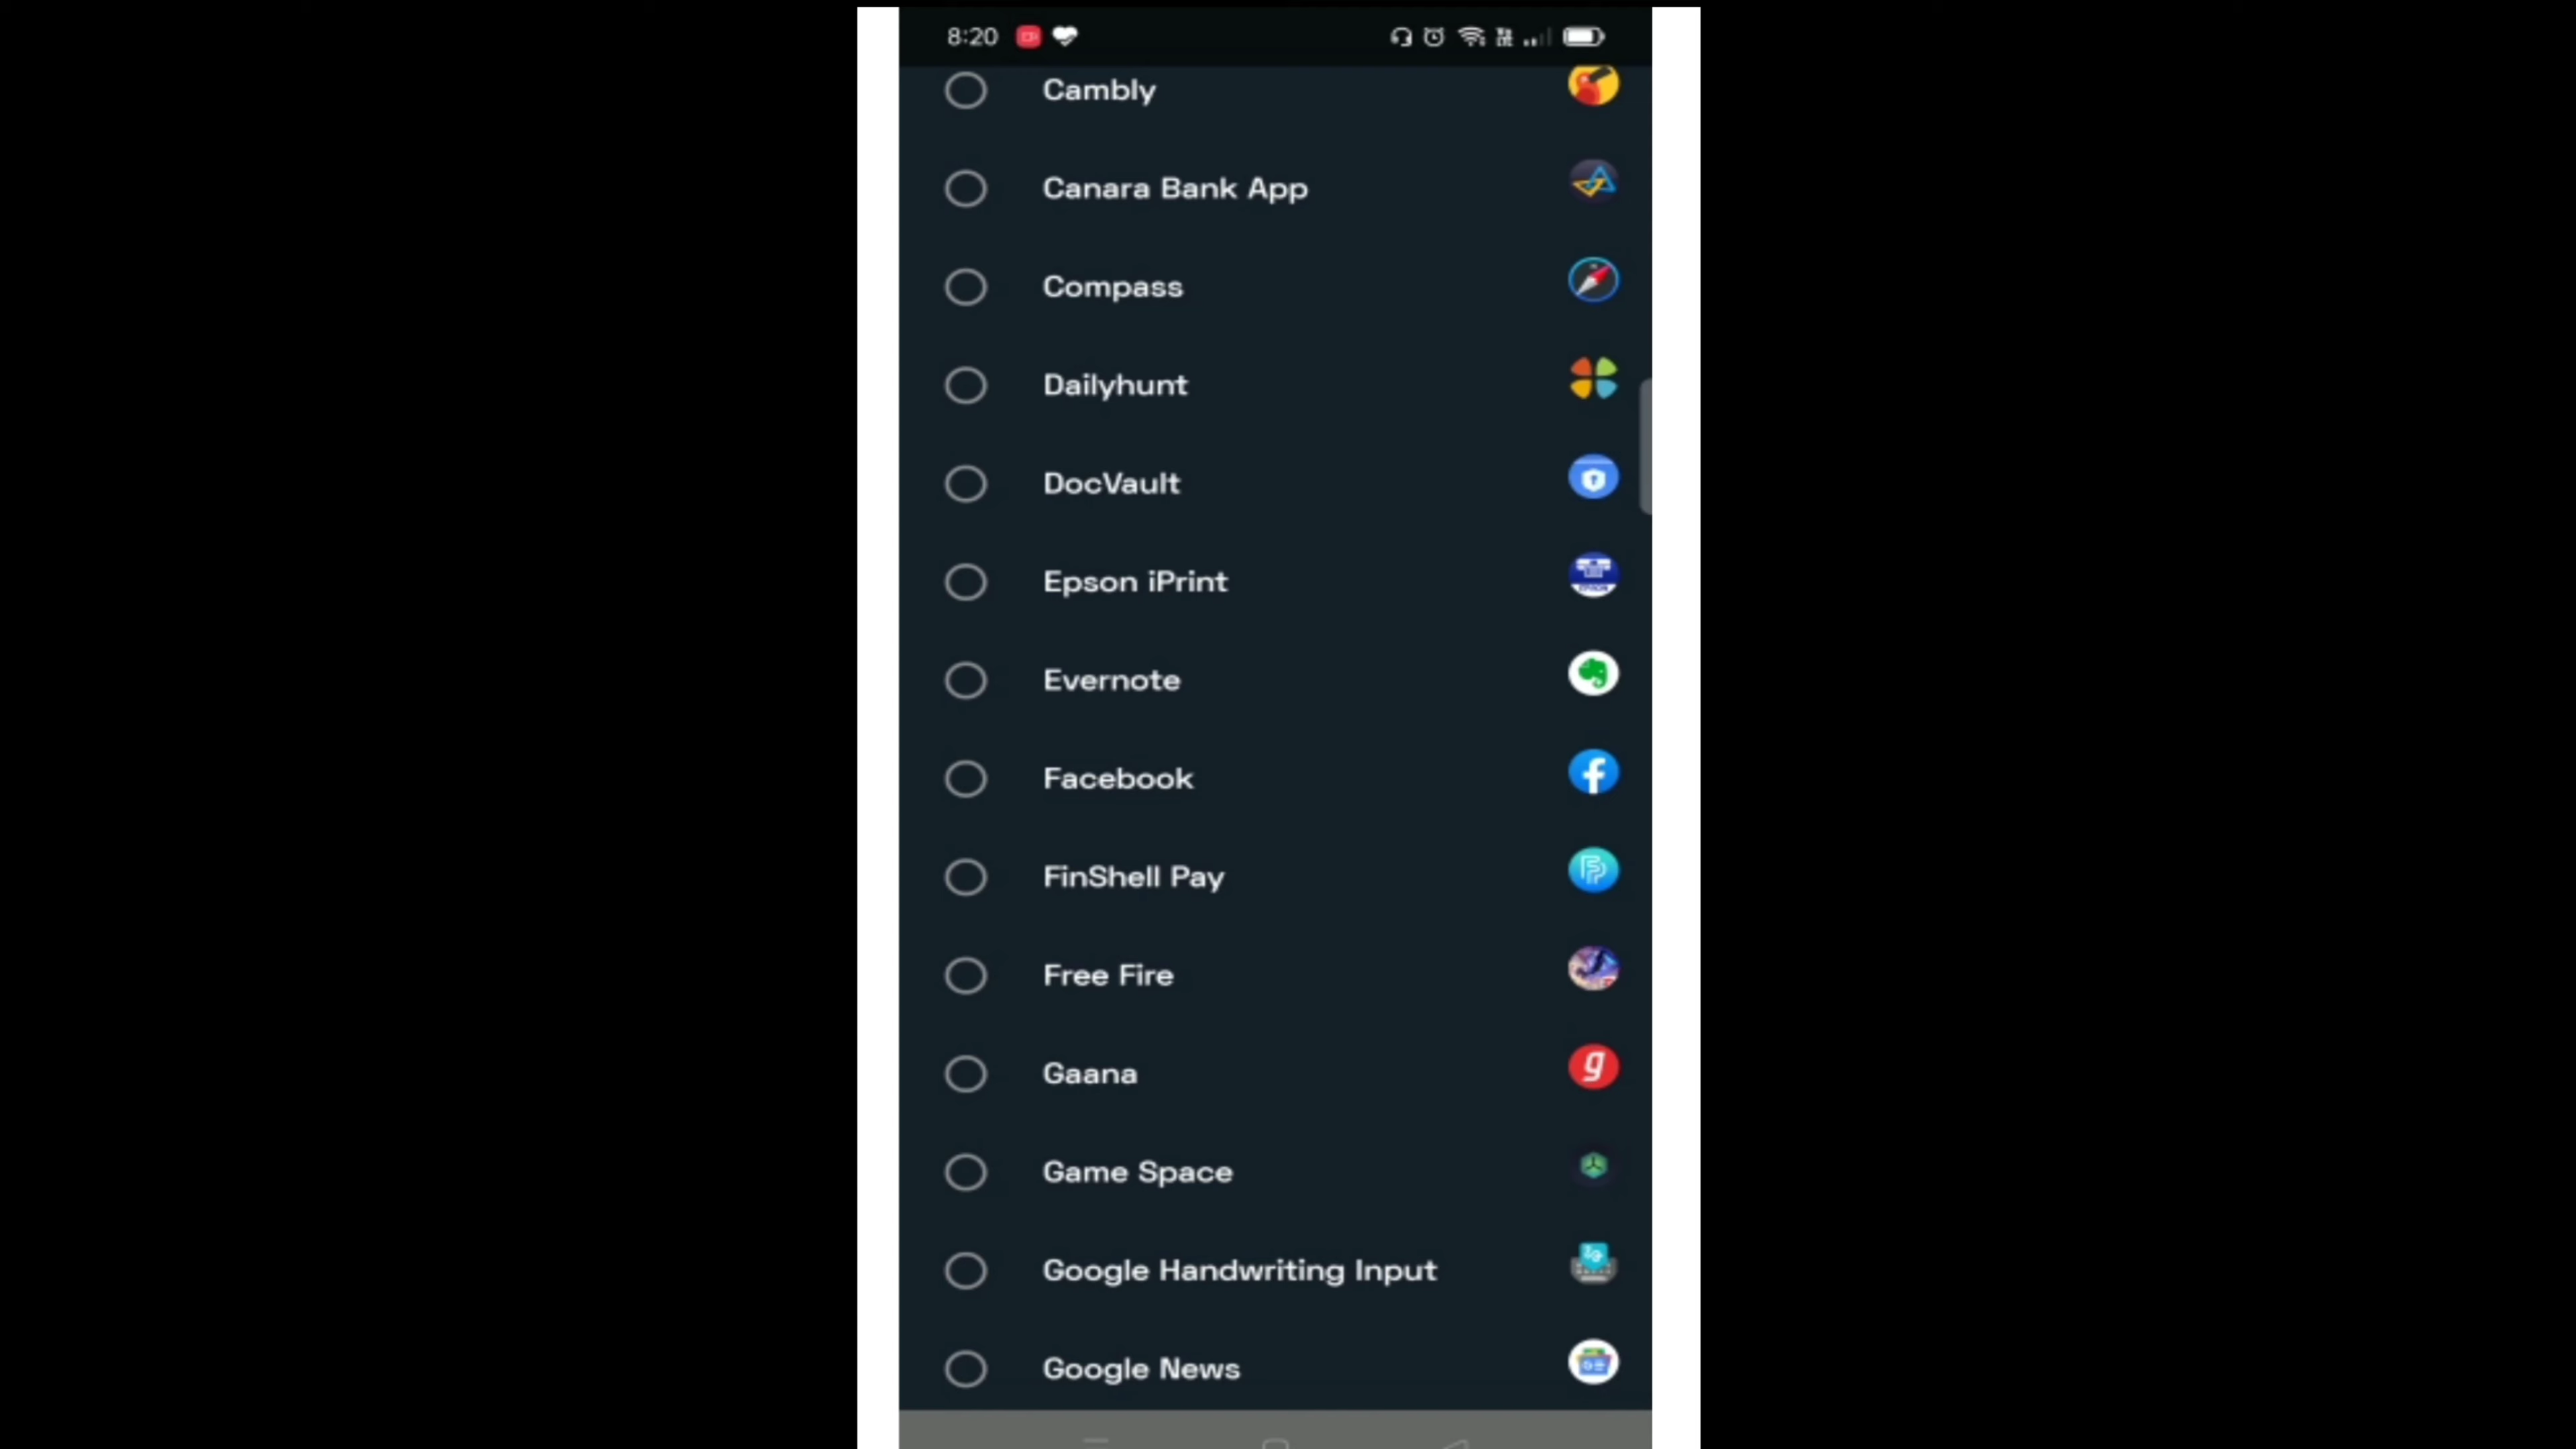 8:20
Cambly
Canara Bank App
Compass
Dailyhunt
DocVault
Epson iPrint
Evernote
Facebook
FinShell Pay
Free Fire
Gaana
Game Space
Google Handwriting Input
Google News